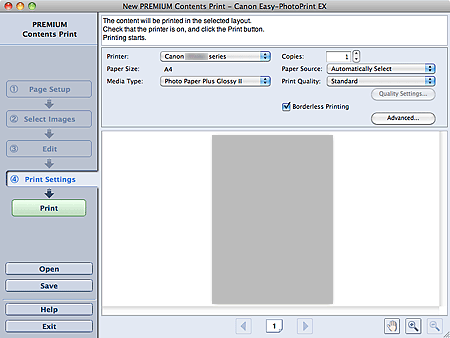 New PREMIUM Contents Print - Canon Easy-PhotoPrint EX
PREMIUM
Contents Print
The content will be printed in the selected layout.
Check that the printer is on, and click the Print button.
Printing starts.
① Page Setup
② Select Images
③ Edit
④ Print Settings
Print
Open
Save
Help
Exit
Printer: Canon series
Copies: 1
Paper Size: A4
Paper Source: Automatically Select
Media Type: Photo Paper Plus Glossy II
Print Quality: Standard
Quality Settings...
Borderless Printing
Advanced...
1